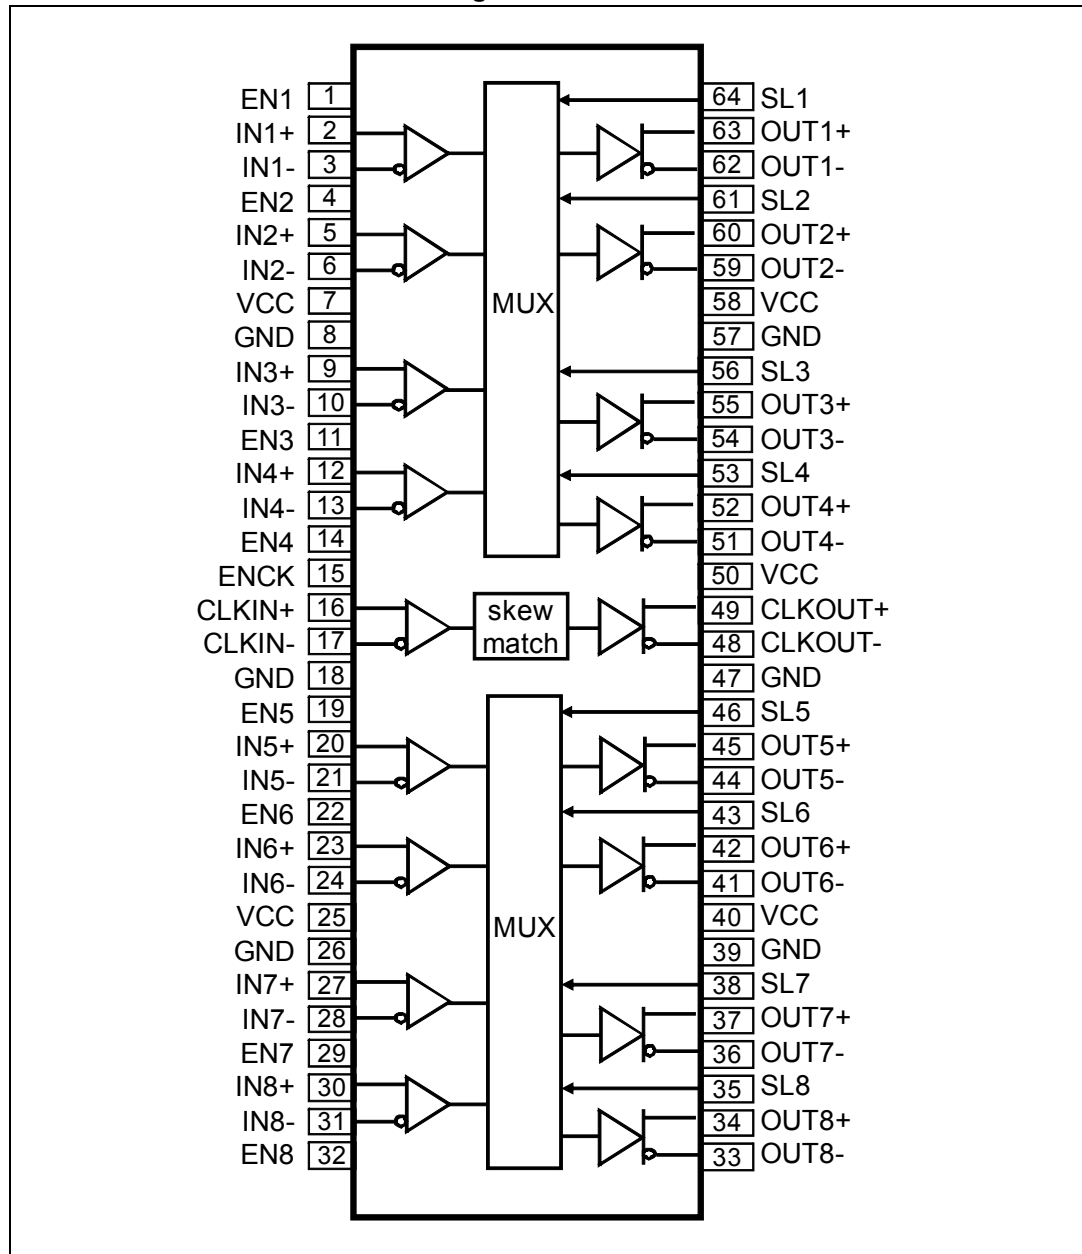 EN1 1 64 SL1
IN1+ 2 63 OUT1+
IN1- 3 62 OUT1-
EN2 4 61 SL2
IN2+ 5 60 OUT2+
IN2- 6 59 OUT2-
VCC 7 MUX 58 VCC
GND 8 57 GND
IN3+ 9 56 SL3
IN3- 10 55 OUT3+
EN3 11 54 OUT3-
IN4+ 12 53 SL4
IN4- 13 52 OUT4+
EN4 14 51 OUT4-
ENCK 15 50 VCC
CLKIN+ 16 skew 49 CLKOUT+
CLKIN- 17 match 48 CLKOUT-
GND 18 47 GND
EN5 19 46 SL5
IN5+ 20 45 OUT5+
IN5- 21 44 OUT5-
EN6 22 43 SL6
IN6+ 23 42 OUT6+
IN6- 24 41 OUT6-
VCC 25 MUX 40 VCC
GND 26 39 GND
IN7+ 27 38 SL7
IN7- 28 37 OUT7+
EN7 29 36 OUT7-
IN8+ 30 35 SL8
IN8- 31 34 OUT8+
EN8 32 33 OUT8-